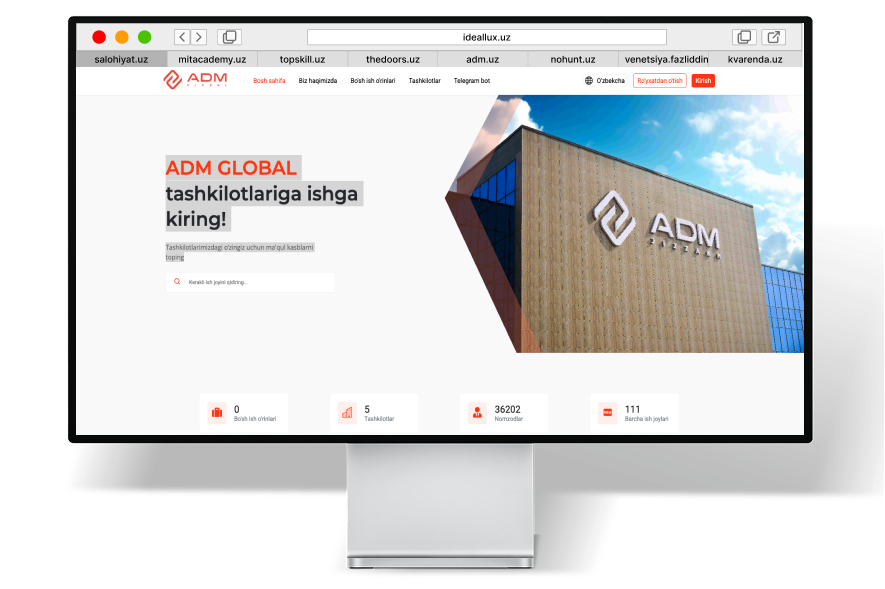 ideallux.uz
salohiyat.uz mitacademy.uz topskill.uz thedoors.uz adm.uz nohunt.uz venetsiya.fazliddin kvarenda.uz
ADM
GLOBAL
Bosh sahifa Biz haqimizda Bo'sh ish o'rinlari Tashkilotlar Telegram bot O'zbekcha Ro'yxatdan o'tish Kirish
ADM GLOBAL
tashkilotlariga ishga
kiring!
Tashkilotlarimizdagi o'zingiz uchun ma'qul kasblarni
toping
Kerakli ish joyini qidiring...
ADM
JIZZAKH
0 5 36202 111
Bo'sh ish o'rinlari Tashkilotlar Nomzodlar Barcha ish joylari